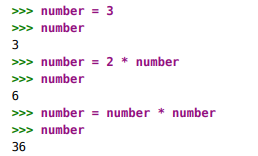 >>> number = 3
>>> number
3
>>> number = 2 * number
>>> number
6
>>> number = number * number
>>> number
36